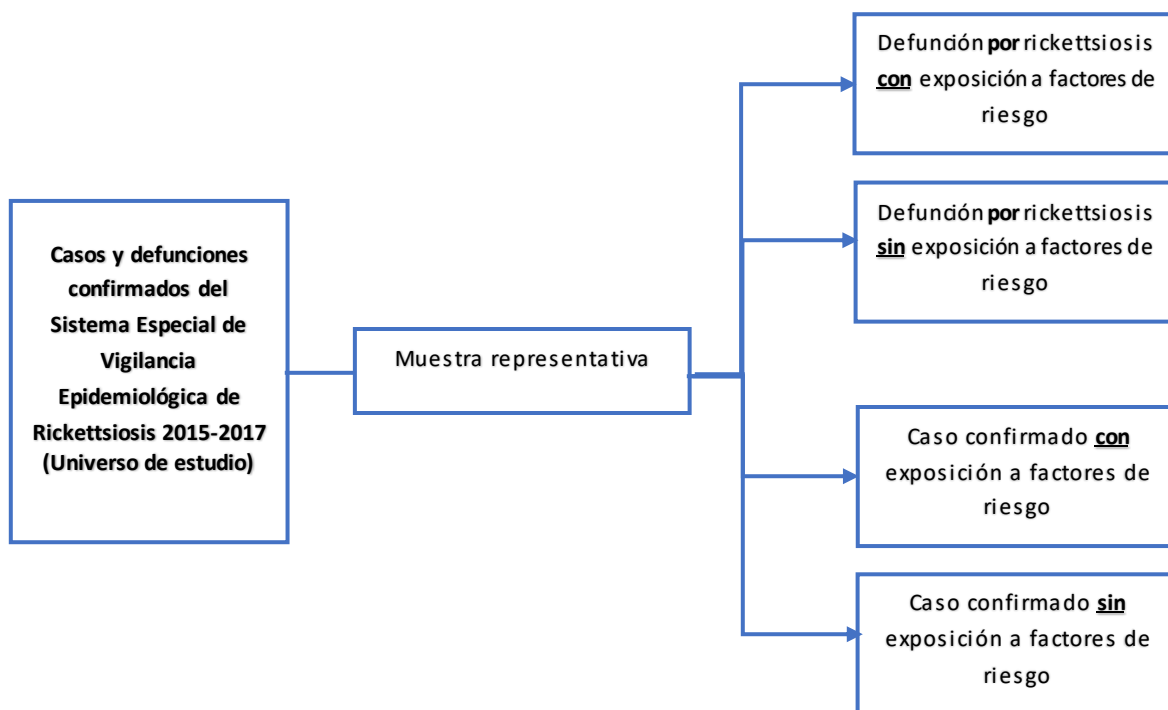 Casos y defunciones
confirmados del
Sistema Especial de
Vigilancia
Epidemiológica de
Rickettsiosis 2015-2017
(Universo de estudio)
Muestra representativa
Defunción por rickettsiosis
con exposición a factores de
riesgo
Defunción por rickettsiosis
sin exposición a factores de
riesgo
Caso confirmado con
exposición a factores de
riesgo
Caso confirmado sin
exposición a factores de
riesgo